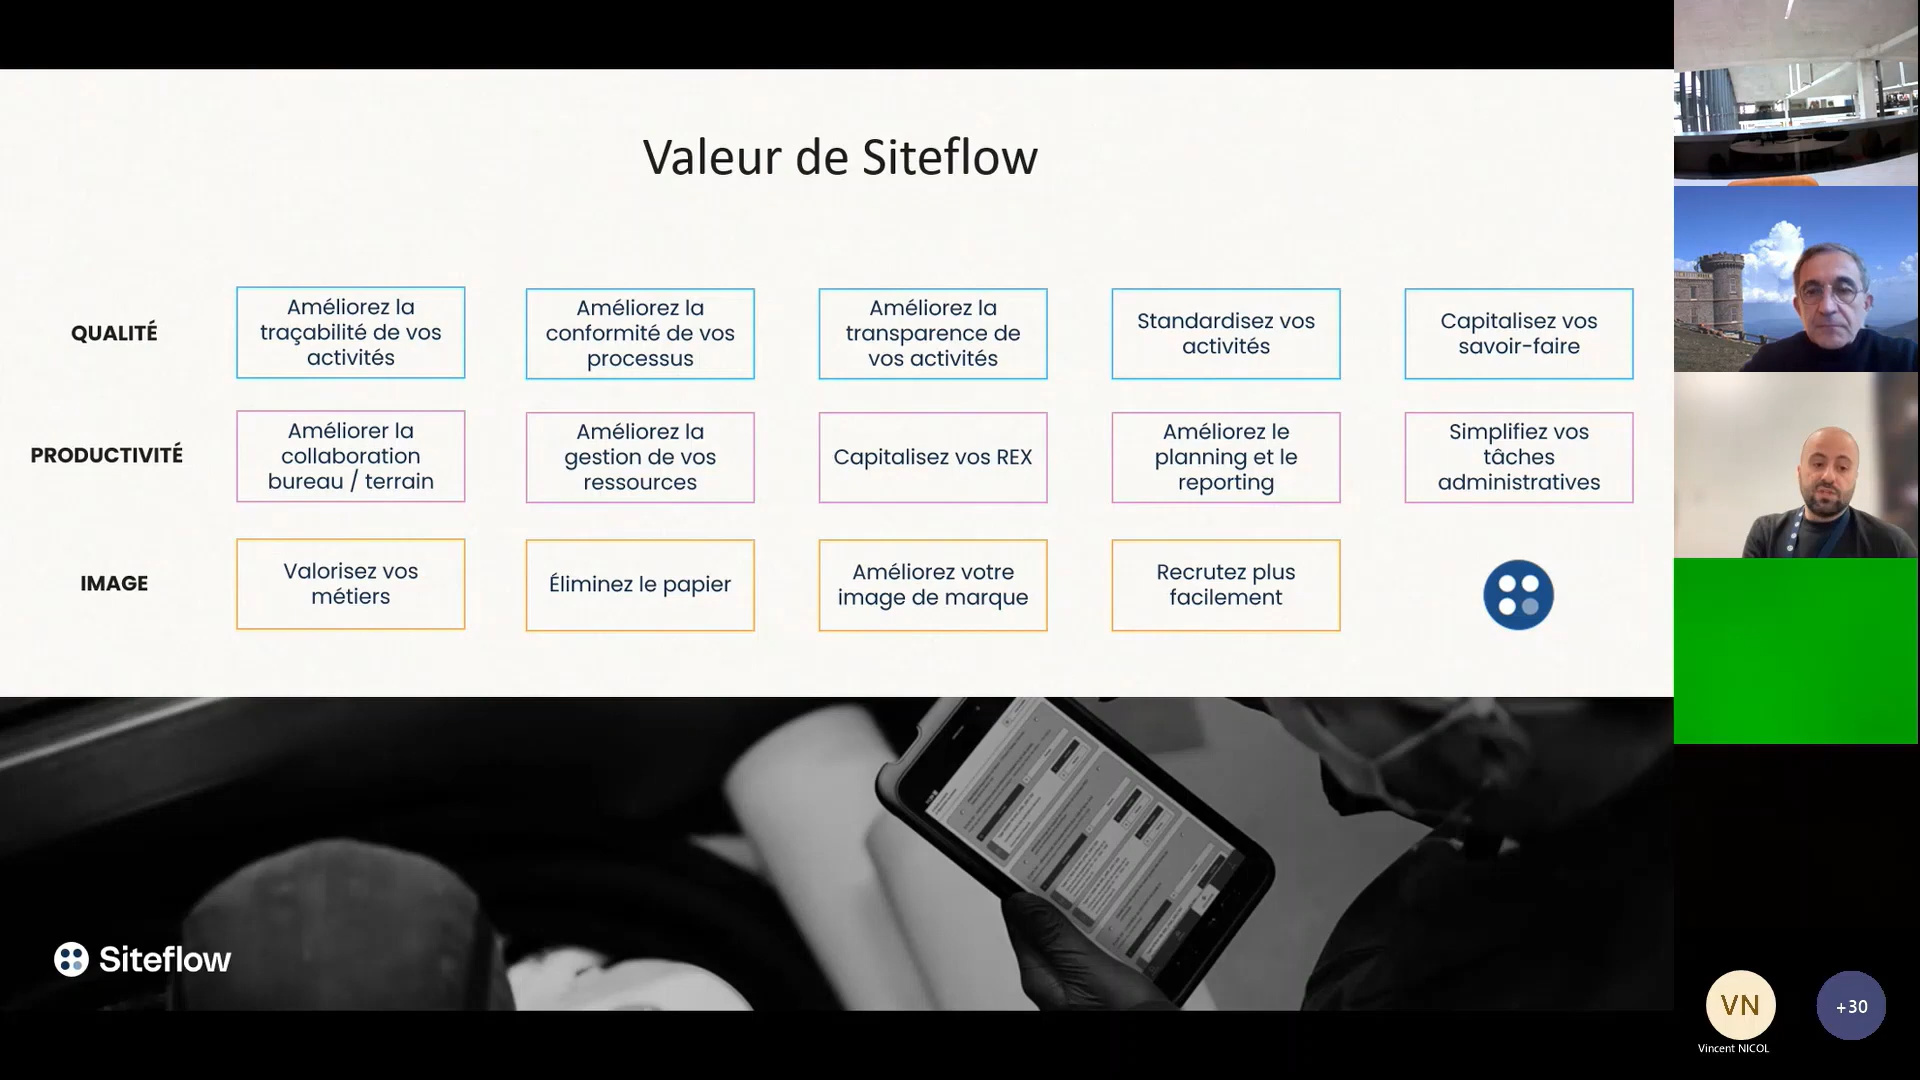 Valeur de Siteflow
QUALITÉ
Améliorez la
traçabilité de vos
activités
Améliorez la
conformité de vos
processus
Améliorez la
transparence de
vos activités
Standardisez vos
activités
Capitalisez vos
savoir-faire
PRODUCTIVITÉ
Améliorer la
collaboration
bureau / terrain
Améliorez la
gestion de vos
ressources
Capitalisez vos REX
Améliorez le
planning et le
reporting
Simplifiez vos
tâches
administratives
IMAGE
Valorisez vos
métiers
Éliminez le papier
Améliorez votre
image de marque
Recrutez plus
facilement
Siteflow
VN
Vincent NICOL
+30